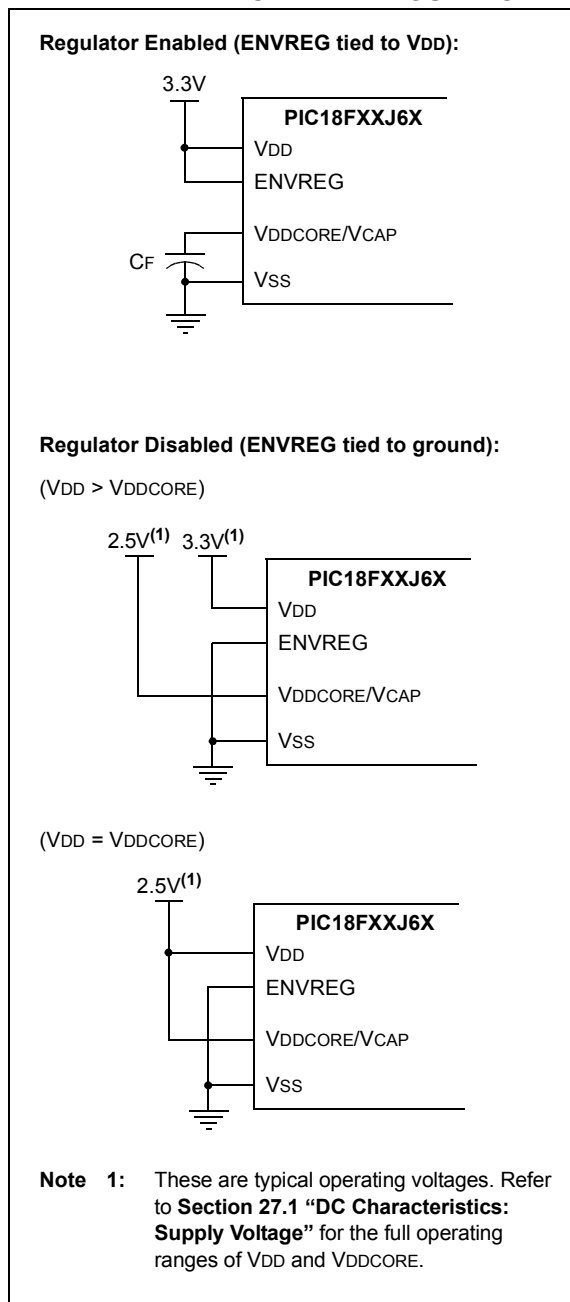 Regulator Enabled (ENVREG tied to VDD):
3.3V
PIC18FXXJ6X
VDD
ENVREG
VDDCORE/VCAP
CF
VSS
Regulator Disabled (ENVREG tied to ground):
(VDD > VDDCORE)
2.5V(1) 3.3V(1)
PIC18FXXJ6X
VDD
ENVREG
VDDCORE/VCAP
VSS
(VDD = VDDCORE)
2.5V(1)
PIC18FXXJ6X
VDD
ENVREG
VDDCORE/VCAP
VSS
Note 1: These are typical operating voltages. Refer
to Section 27.1 “DC Characteristics:
Supply Voltage” for the full operating
ranges of VDD and VDDCORE.